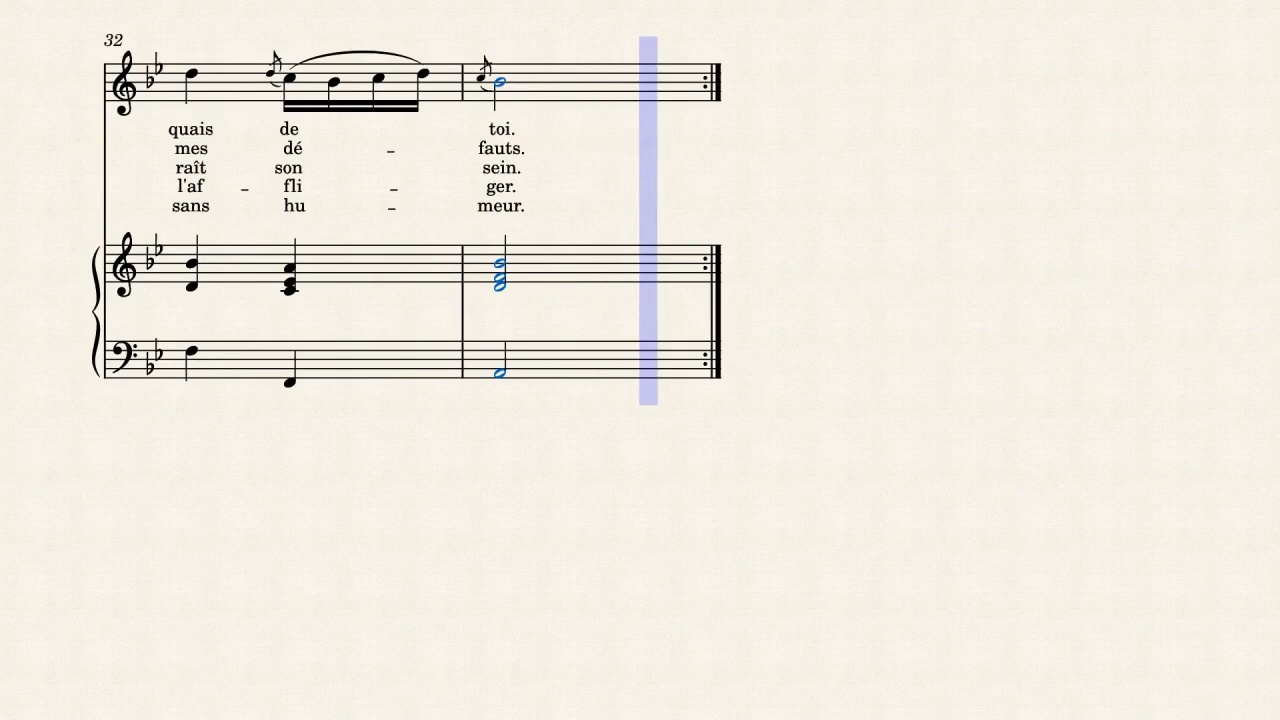 32
quais de toi.
mes dé – fauts.
raît son sein.
l'af – fli – ger.
sans hu – meur.